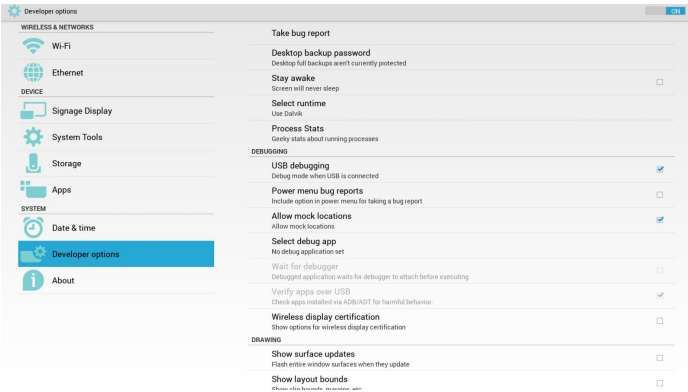 Developer options
ON
WIRELESS & NETWORKS
Wi-Fi
Ethernet
DEVICE
Signage Display
System Tools
Storage
Apps
SYSTEM
Date & time
Developer options
About
Take bug report
Desktop backup password
Desktop full backups aren't currently protected
Stay awake
Screen will never sleep
Select runtime
Use Dalvik
Process Stats
Geeky stats about running processes
DEBUGGING
USB debugging
Debug mode when USB is connected
Power menu bug reports
Include option in power menu for taking a bug report
Allow mock locations
Allow mock locations
Select debug app
No debug application set
Wait for debugger
Debugged application waits for debugger to attach before executing
Verify apps over USB
Check apps installed via ADB/ADT for harmful behavior.
Wireless display certification
Show options for wireless display certification
DRAWING
Show surface updates
Flash entire window surfaces when they update
Show layout bounds
Show clip bounds, margins, etc.